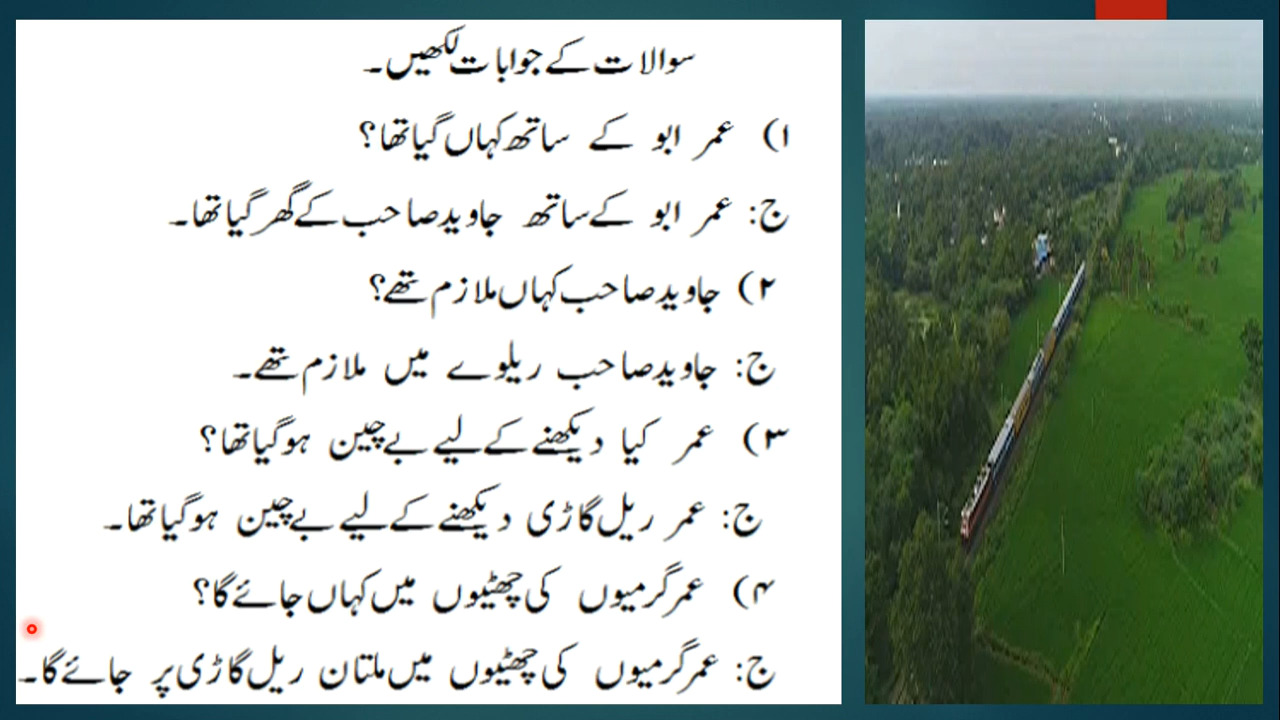 سوالات کے جوابات لکھیں۔
۱) عمر ابو کے ساتھ کہاں گیا تھا؟
ج: عمر ابو کے ساتھ جاوید صاحب کے گھر گیا تھا۔
۲) جاوید صاحب کہاں ملازم تھے؟
ج: جاوید صاحب ریلوے میں ملازم تھے۔
۳) عمر کیا دیکھنے کے لیے بے چین ہو گیا تھا؟
ج: عمر ریل گاڑی دیکھنے کے لیے بے چین ہو گیا تھا۔
۴) عمر گرمیوں کی چھٹیوں میں کہاں جائے گا؟
ج: عمر گرمیوں کی چھٹیوں میں ملتان ریل گاڑی پر جائے گا۔